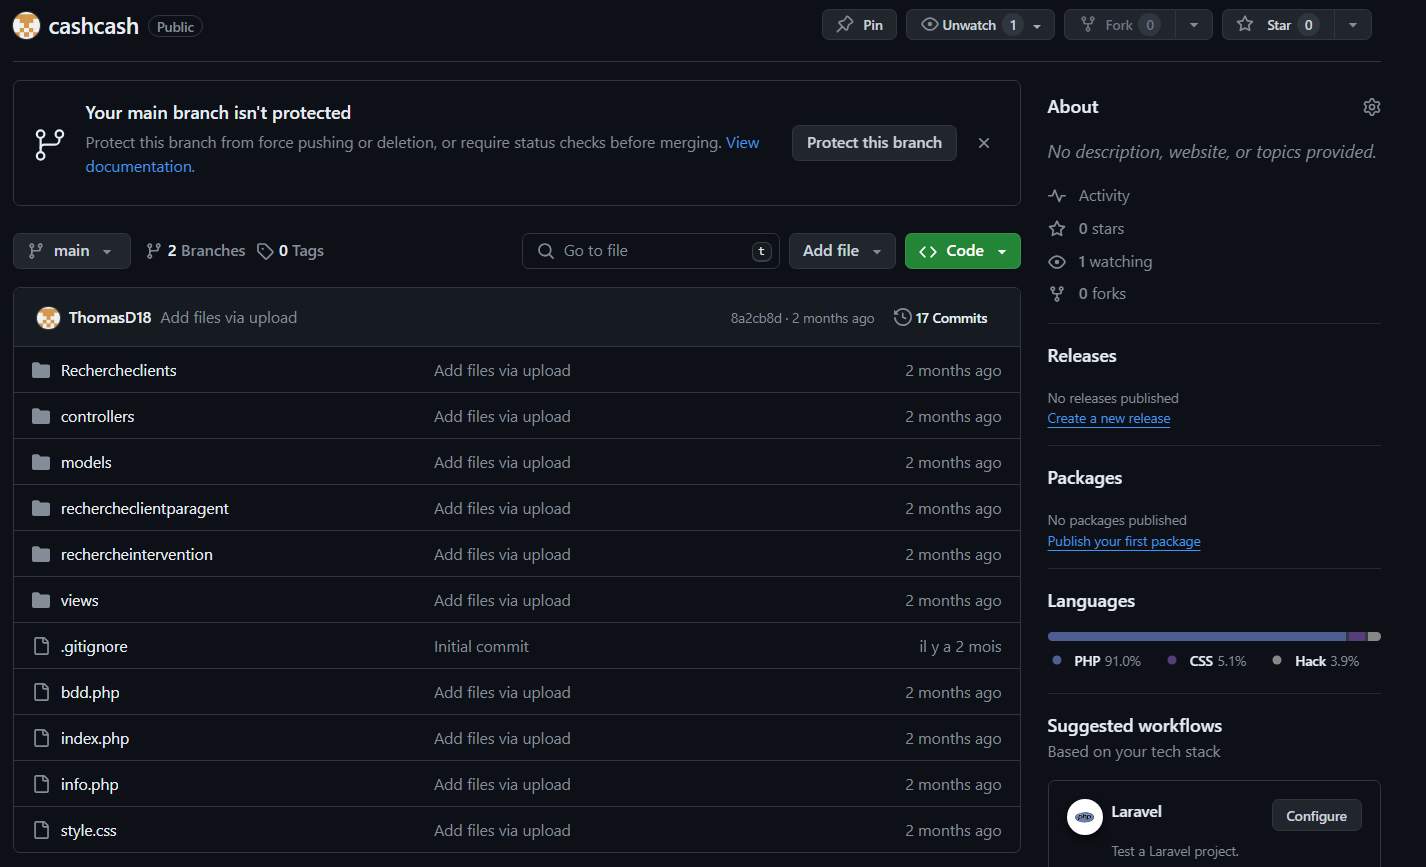 cashcash Public Pin Unwatch 1 Fork 0 Star 0
Your main branch isn't protected
Protect this branch from force pushing or deletion, or require status checks before merging. View
documentation.
Protect this branch
main 2 Branches 0 Tags Go to file t Add file Code
ThomasD18 Add files via upload 8a2cb8d · 2 months ago 17 Commits
Rechercheclients Add files via upload 2 months ago
controllers Add files via upload 2 months ago
models Add files via upload 2 months ago
rechercheclientparagent Add files via upload 2 months ago
rechercheintervention Add files via upload 2 months ago
views Add files via upload 2 months ago
.gitignore Initial commit il y a 2 mois
bdd.php Add files via upload 2 months ago
index.php Add files via upload 2 months ago
info.php Add files via upload 2 months ago
style.css Add files via upload 2 months ago
About
No description, website, or topics provided.
Activity
0 stars
1 watching
0 forks
Releases
No releases published
Create a new release
Packages
No packages published
Publish your first package
Languages
PHP 91.0% CSS 5.1% Hack 3.9%
Suggested workflows
Based on your tech stack
php
Laravel Configure
Test a Laravel project.